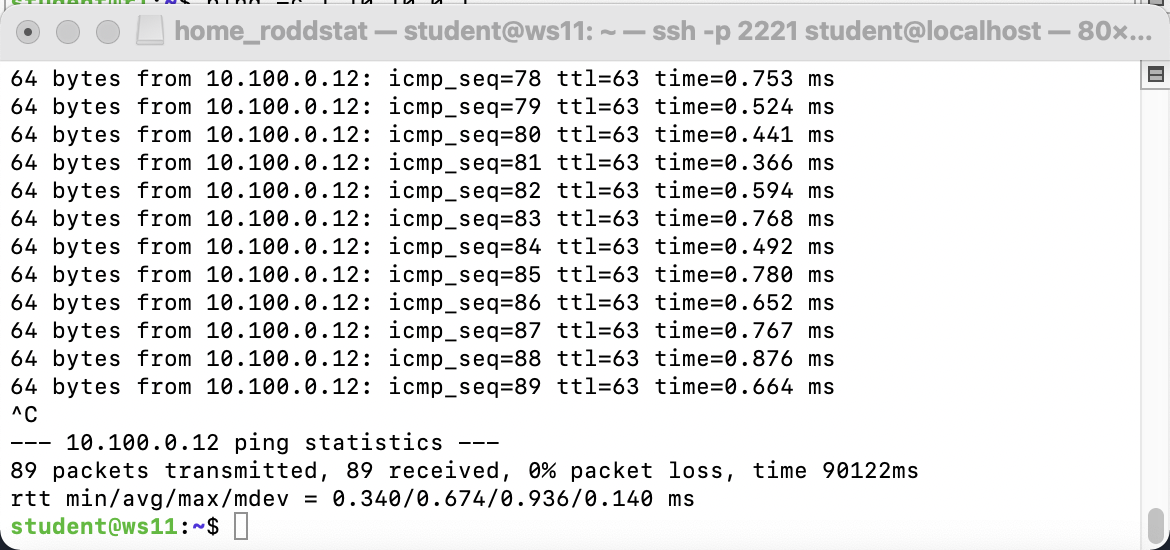 home_roddstat — student@ws11: ~ — ssh -p 2221 student@localhost — 80×...
64 bytes from 10.100.0.12: icmp_seq=78 ttl=63 time=0.753 ms
64 bytes from 10.100.0.12: icmp_seq=79 ttl=63 time=0.524 ms
64 bytes from 10.100.0.12: icmp_seq=80 ttl=63 time=0.441 ms
64 bytes from 10.100.0.12: icmp_seq=81 ttl=63 time=0.366 ms
64 bytes from 10.100.0.12: icmp_seq=82 ttl=63 time=0.594 ms
64 bytes from 10.100.0.12: icmp_seq=83 ttl=63 time=0.768 ms
64 bytes from 10.100.0.12: icmp_seq=84 ttl=63 time=0.492 ms
64 bytes from 10.100.0.12: icmp_seq=85 ttl=63 time=0.780 ms
64 bytes from 10.100.0.12: icmp_seq=86 ttl=63 time=0.652 ms
64 bytes from 10.100.0.12: icmp_seq=87 ttl=63 time=0.767 ms
64 bytes from 10.100.0.12: icmp_seq=88 ttl=63 time=0.876 ms
64 bytes from 10.100.0.12: icmp_seq=89 ttl=63 time=0.664 ms
^C
--- 10.100.0.12 ping statistics ---
89 packets transmitted, 89 received, 0% packet loss, time 90122ms
rtt min/avg/max/mdev = 0.340/0.674/0.936/0.140 ms
student@ws11:~$